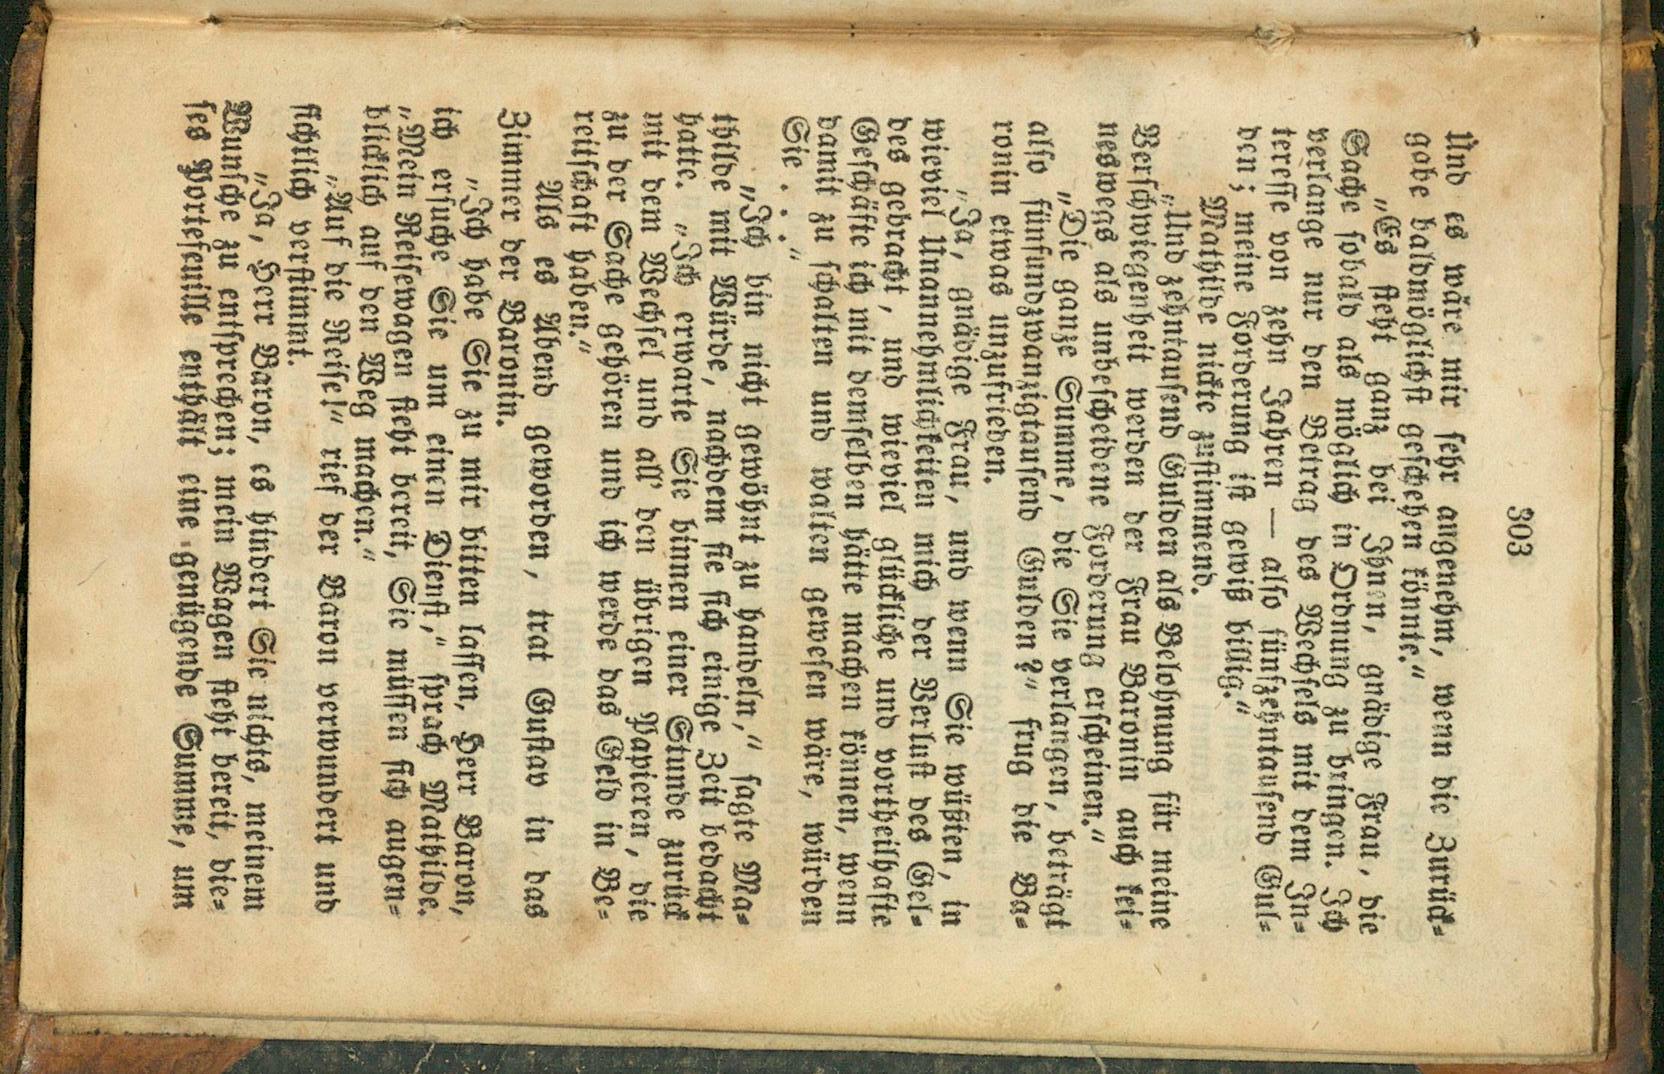 303
Und es wäre mir sehr angenehm, wenn die Zurück-
gabe baldmöglichst geschehen könnte.“
„Es steht ganz bei Ihnen, gnädige Frau, die
Sache sobald als möglich in Ordnung zu bringen. Ich
verlange nur den Betrag des Wechsels mit dem In-
teresse von zehn Jahren — also fünfzehntausend Gul-
den; meine Forderung ist gewiß billig.“
Mathilde nickte zustimmend.
„Und zehntausend Gulden als Belohnung für meine
Verschwiegenheit werden der Frau Baronin auch kei-
neswegs als unbescheidene Forderung erscheinen.“
„Die ganze Summe, die Sie verlangen, beträgt
also fünfundzwanzigtausend Gulden?“ frug die Ba-
ronin etwas unzufrieden.
„Ja, gnädige Frau, und wenn Sie wüßten, in
wieviel Unannehmlichkeiten mich der Verlust des Gel-
des gebracht, und wieviel glückliche und vortheilhafte
Geschäfte ich mit demselben hätte machen können, wenn
damit zu schalten und walten gewesen wäre, würden
Sie . . .“
„Ich bin nicht gewöhnt zu handeln,“ sagte Ma-
thilde mit Würde, nachdem sie sich einige Zeit bedacht
hatte. „Ich erwarte Sie binnen einer Stunde zurück
mit dem Wechsel und all' den übrigen Papieren, die
zu der Sache gehören und ich werde das Geld in Be-
reitschaft haben.“
Als es Abend geworden, trat Gustav in das
Zimmer der Baronin.
„Ich habe Sie zu mir bitten lassen, Herr Baron,
ich ersuche Sie um einen Dienst,“ sprach Mathilde.
„Mein Reisewagen steht bereit, Sie müssen sich augen-
blicklich auf den Weg machen.“
„Auf die Reise!“ rief der Baron verwundert und
sichtlich verstimmt.
„Ja, Herr Baron, es hindert Sie nichts, meinem
Wunsche zu entsprechen; mein Wagen steht bereit, die-
ses Portefeuille enthält eine genügende Summe, um